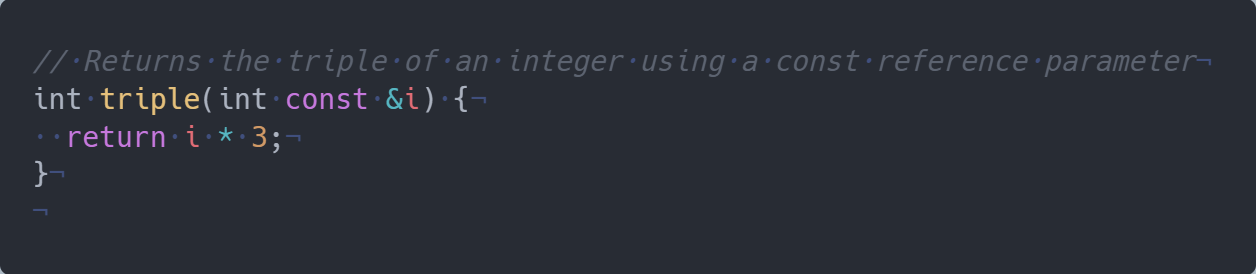 // Returns the triple of an integer using a const reference parameter¬
int triple(int const &i) {¬
  return i * 3;¬
}¬
¬